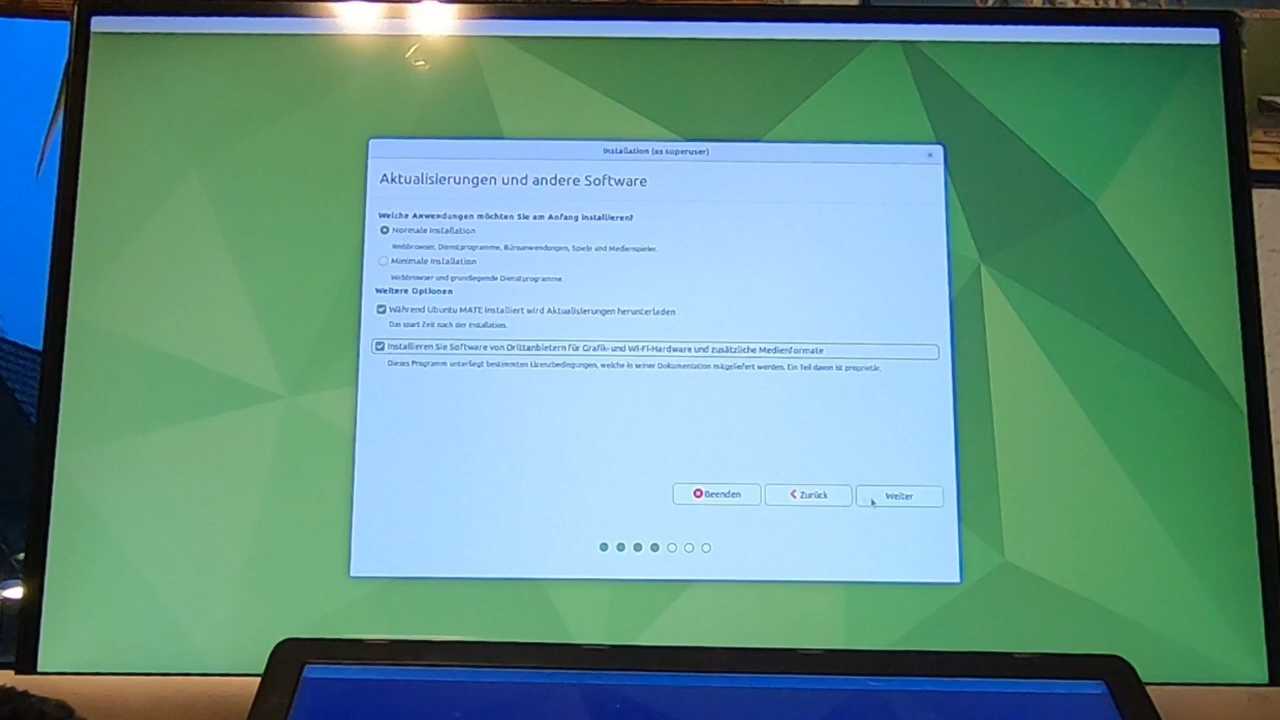 Installation (as superuser)
Aktualisierungen und andere Software
Welche Anwendungen möchten Sie am Anfang installieren?
Normale Installation
Webbrowser, Dienstprogramme, Büroanwendungen, Spiele und Medienspieler.
Minimale Installation
Webbrowser und grundlegende Dienstprogramme
Weitere Optionen
Während Ubuntu MATE installiert wird Aktualisierungen herunterladen
Das spart Zeit nach der Installation.
Installieren Sie Software von Drittanbietern für Grafik- und Wi-Fi-Hardware und zusätzliche Medienformate
Dieses Programm unterliegt bestimmten Lizenzbedingungen, welche in seiner Dokumentation mitgeliefert werden. Ein Teil davon ist proprietär.
Beenden
Zurück
Weiter